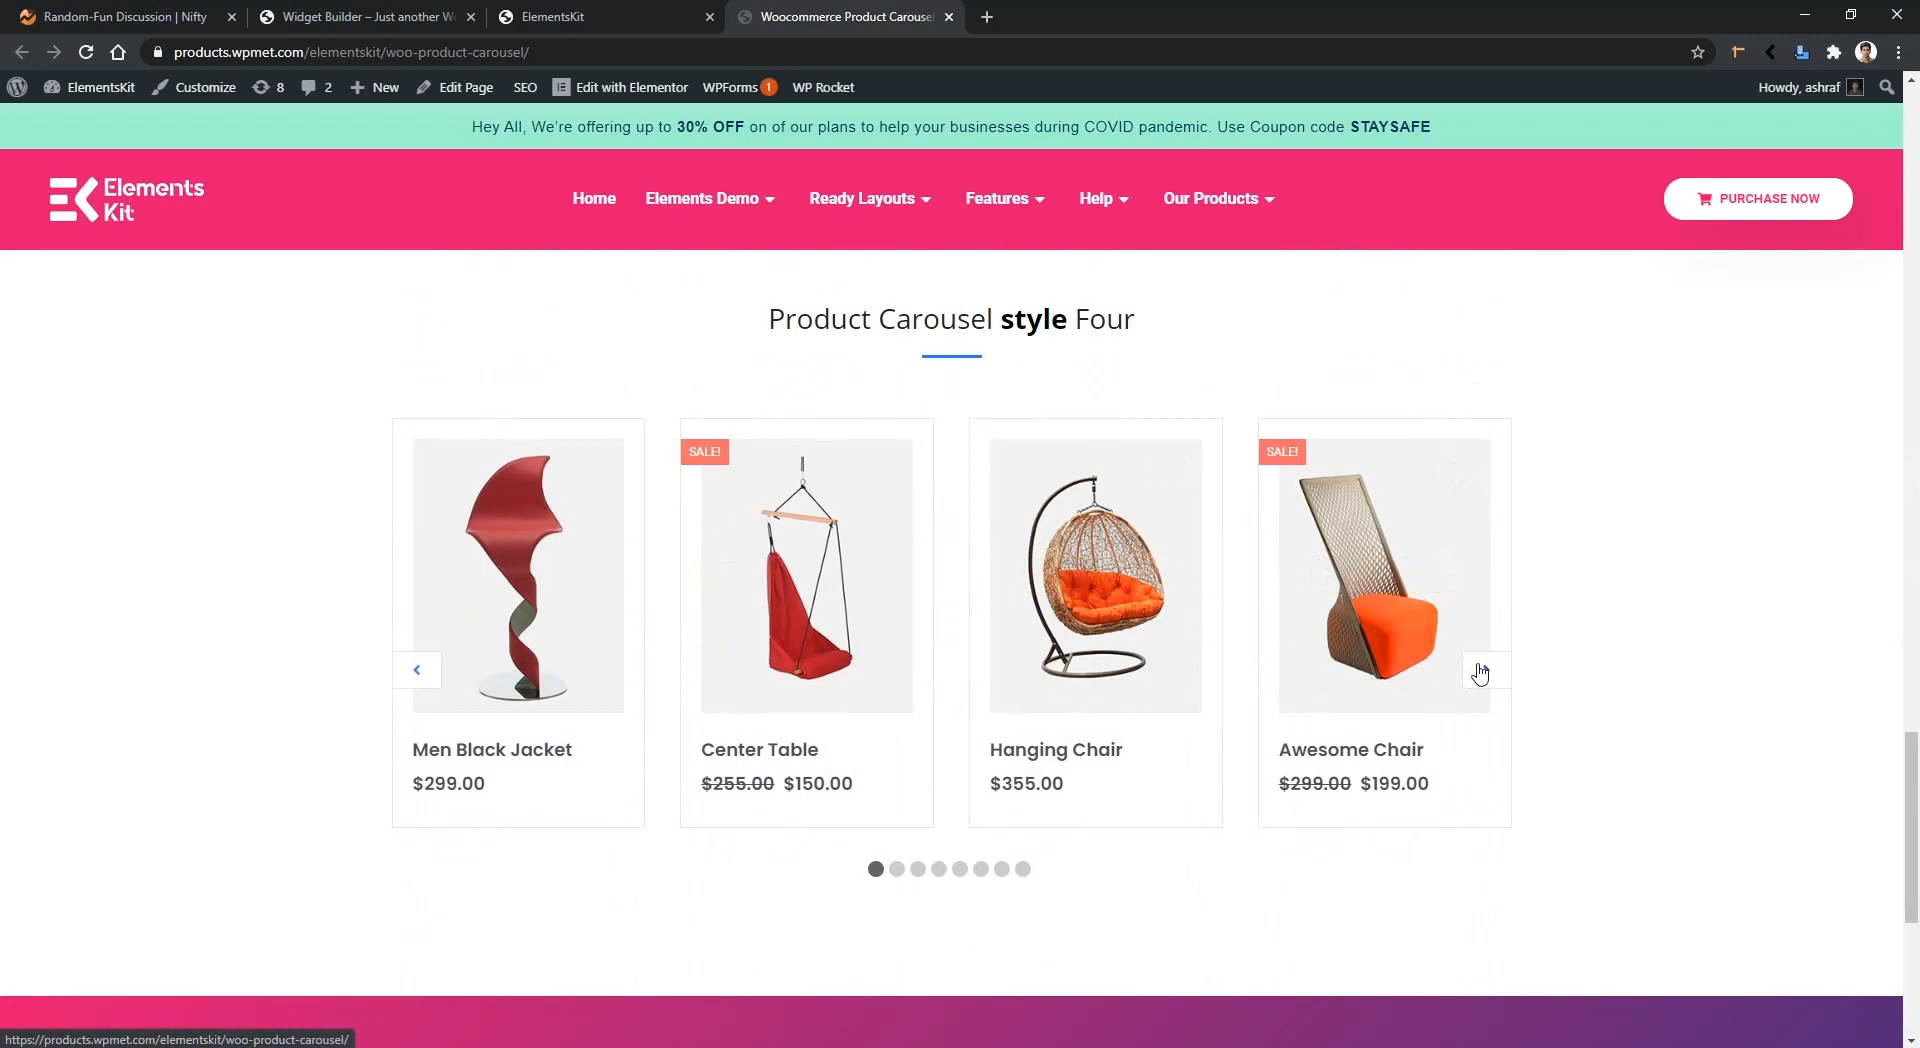 Random-Fun Discussion | Nifty
Widget Builder – Just another W
ElementsKit
Woocommerce Product Carousel
products.wpmet.com/elementskit/woo-product-carousel/
ElementsKit Customize 8 2 New Edit Page SEO Edit with Elementor WPForms 1 WP Rocket Howdy, ashraf
Hey All, We're offering up to 30% OFF on of our plans to help your businesses during COVID pandemic. Use Coupon code STAYSAFE
Elements
Kit
Home Elements Demo Ready Layouts Features Help Our Products PURCHASE NOW
Product Carousel style Four
SALE!
SALE!
Men Black Jacket
$299.00
Center Table
$255.00 $150.00
Hanging Chair
$355.00
Awesome Chair
$299.00 $199.00
https://products.wpmet.com/elementskit/woo-product-carousel/